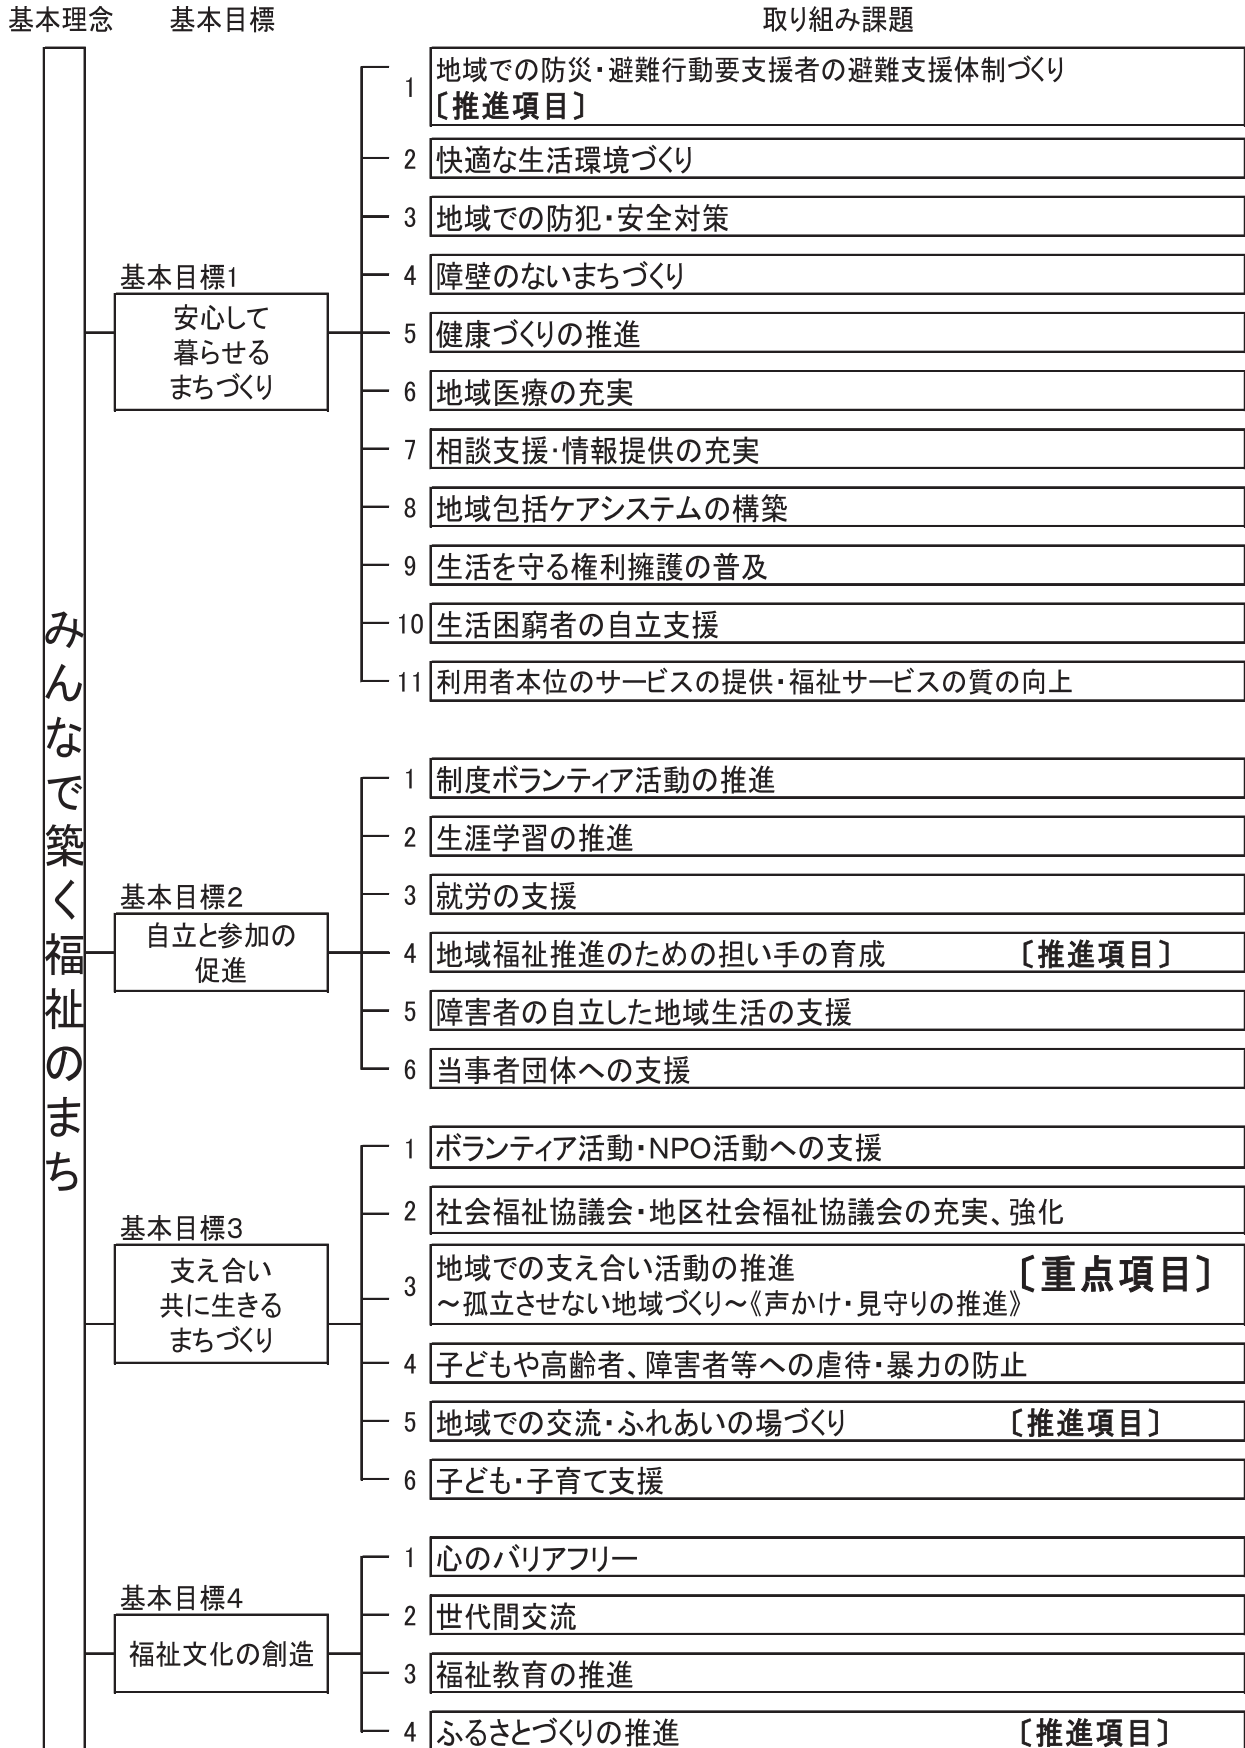 基本理念 基本目標 取り組み課題
みんなで築く福祉のまち
基本目標1
安心して
暮らせる
まちづくり
1 地域での防災・避難行動要支援者の避難支援体制づくり
〔推進項目〕
2 快適な生活環境づくり
3 地域での防犯・安全対策
4 障壁のないまちづくり
5 健康づくりの推進
6 地域医療の充実
7 相談支援・情報提供の充実
8 地域包括ケアシステムの構築
9 生活を守る権利擁護の普及
10 生活困窮者の自立支援
11 利用者本位のサービスの提供・福祉サービスの質の向上
基本目標2
自立と参加の
促進
1 制度ボランティア活動の推進
2 生涯学習の推進
3 就労の支援
4 地域福祉推進のための担い手の育成 〔推進項目〕
5 障害者の自立した地域生活の支援
6 当事者団体への支援
基本目標3
支え合い
共に生きる
まちづくり
1 ボランティア活動・NPO活動への支援
2 社会福祉協議会・地区社会福祉協議会の充実、強化
3 地域での支え合い活動の推進 〔重点項目〕
～孤立させない地域づくり～《声かけ・見守りの推進》
4 子どもや高齢者、障害者等への虐待・暴力の防止
5 地域での交流・ふれあいの場づくり 〔推進項目〕
6 子ども・子育て支援
基本目標4
福祉文化の創造
1 心のバリアフリー
2 世代間交流
3 福祉教育の推進
4 ふるさとづくりの推進 〔推進項目〕